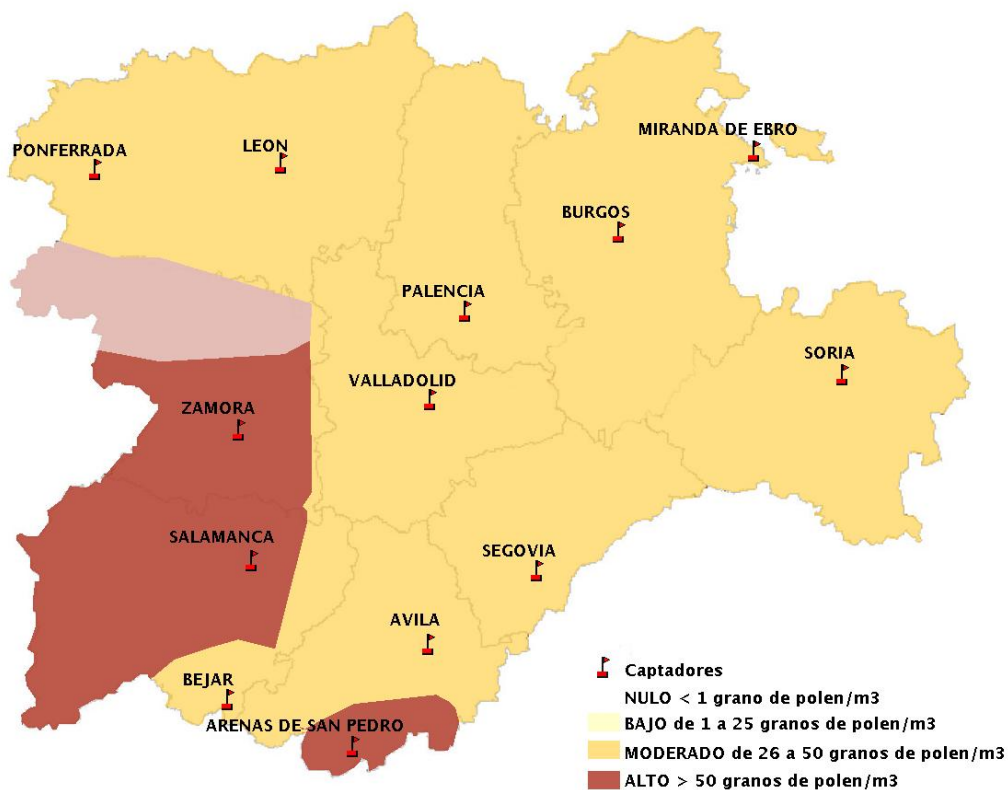 MIRANDA DE EBRO
PONFERRADA
LEON
BURGOS
PALENCIA
SORIA
VALLADOLID
ZAMORA
SALAMANCA
SEGOVIA
AVILA
BEJAR
ARENAS DE SAN PEDRO
Captadores
NULO < 1 grano de polen/m3
BAJO de 1 a 25 granos de polen/m3
MODERADO de 26 a 50 granos de polen/m3
ALTO > 50 granos de polen/m3